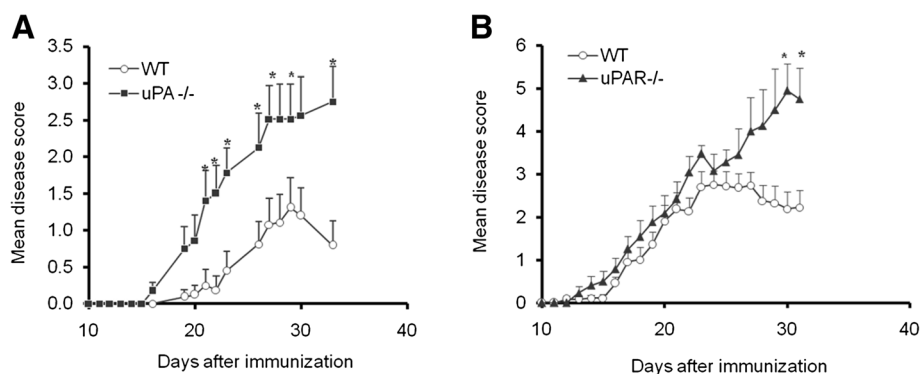 A
Mean disease score
3.5
3.0
2.5
2.0
1.5
1.0
0.5
0.0
WT
uPA -/-
* * * * * * *
10 20 30 40
Days after immunization
B
Mean disease score
6
5
4
3
2
1
0
WT
uPAR-/-
* *
10 20 30 40
Days after immunization